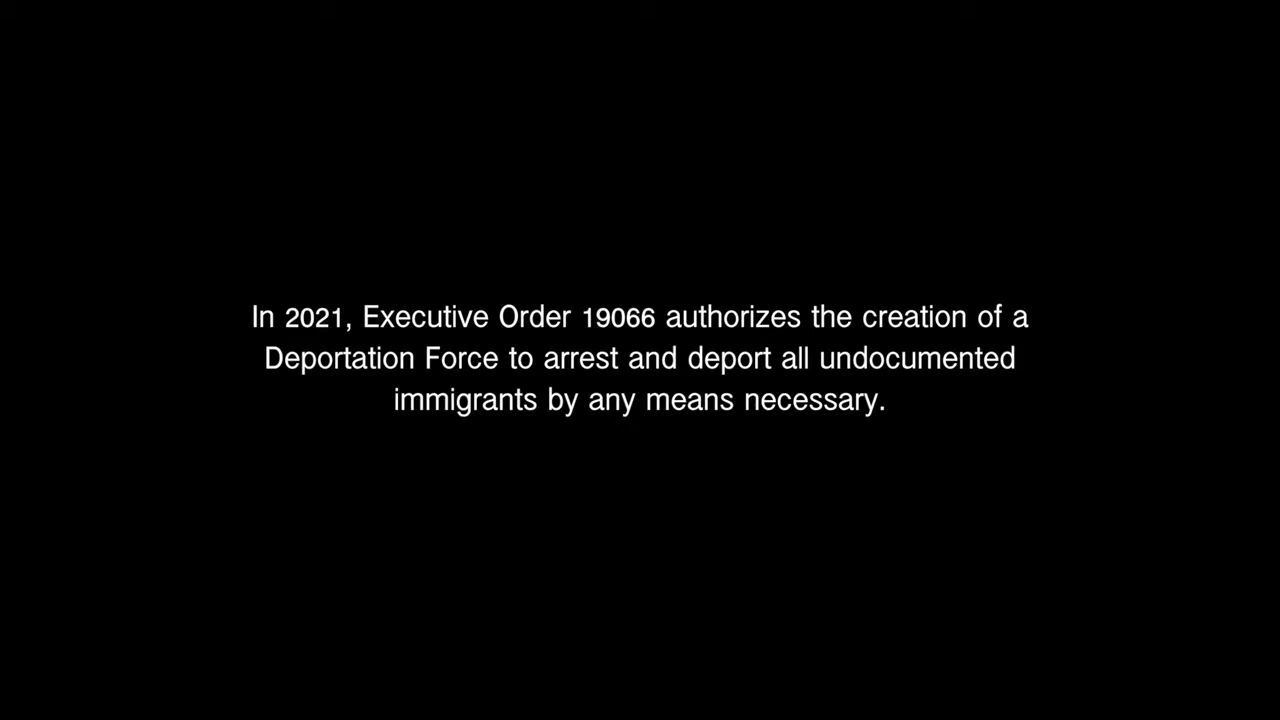 In 2021, Executive Order 19066 authorizes the creation of a
Deportation Force to arrest and deport all undocumented
immigrants by any means necessary.